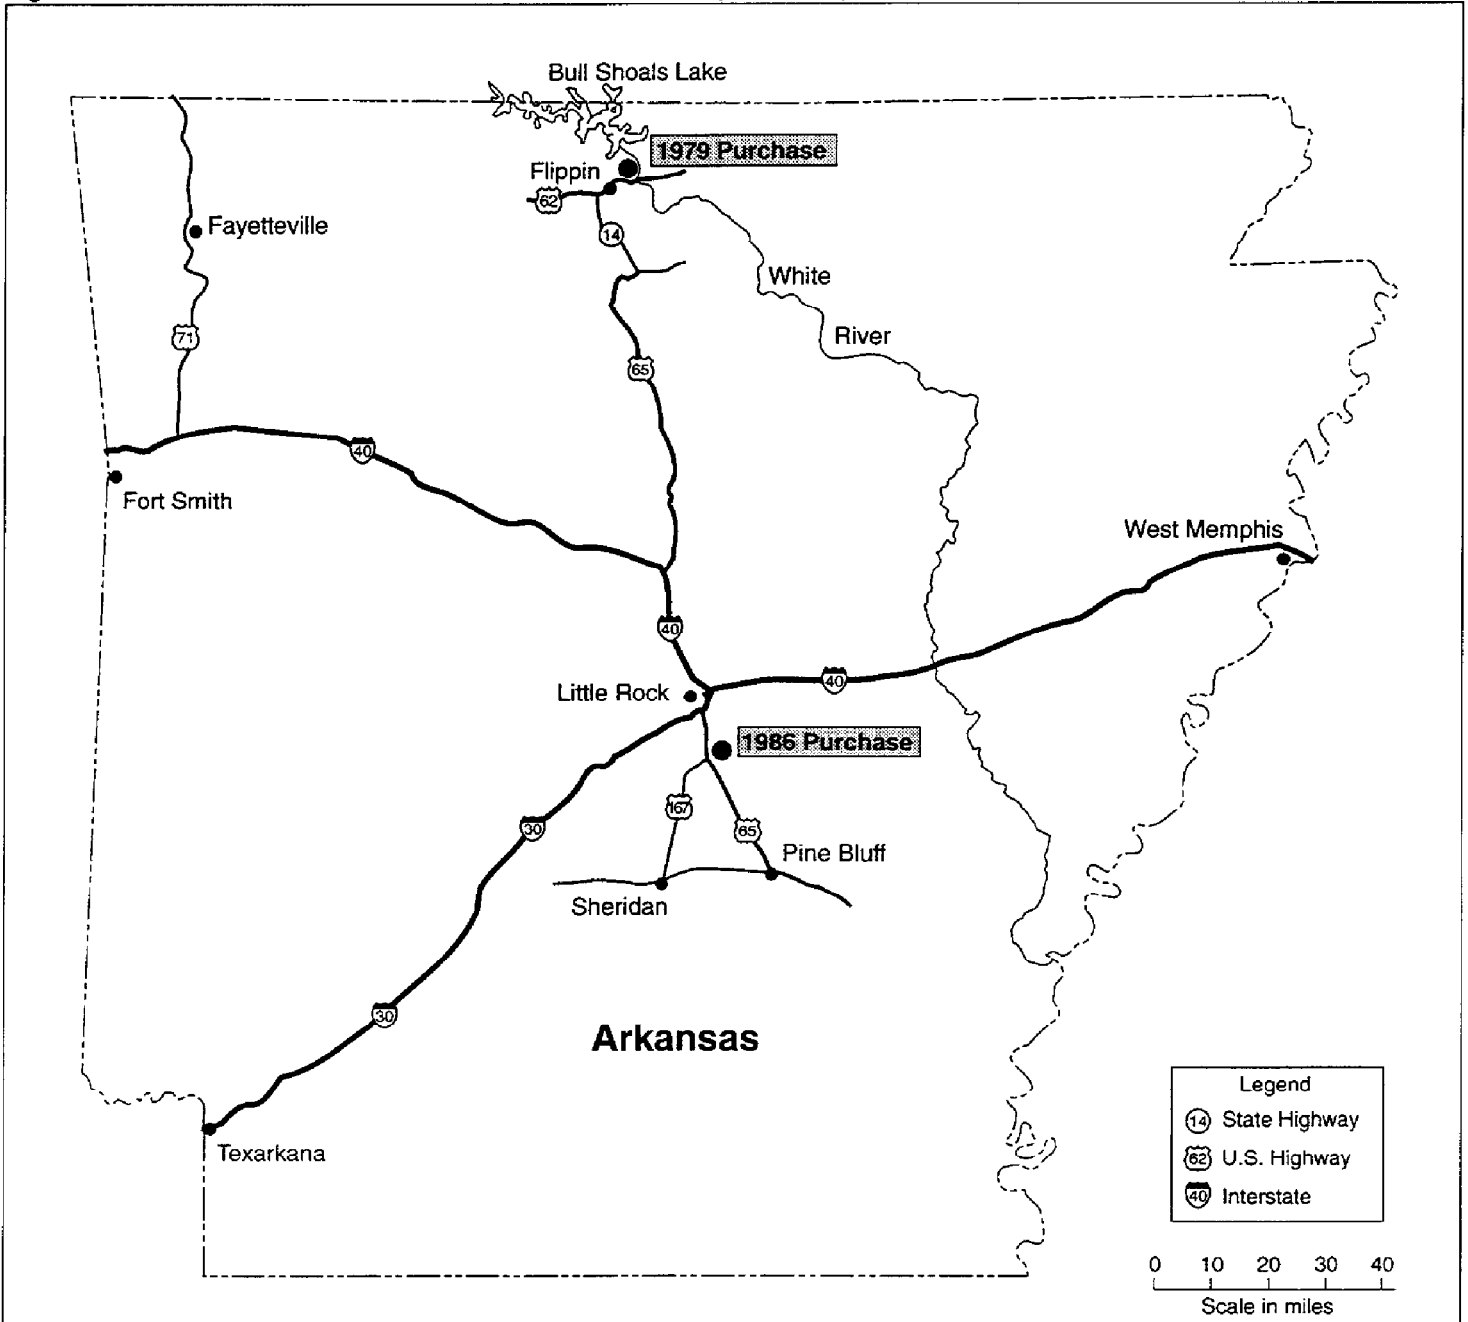 Bull Shoals Lake
1979 Purchase
Flippin
62
Fayetteville
14
White
River
71
65
40
Fort Smith
West Memphis
40
Little Rock
40
1986 Purchase
167
65
30
Pine Bluff
Sheridan
30
Arkansas
Texarkana
Legend
14 State Highway
62 U.S. Highway
40 Interstate
0 10 20 30 40
Scale in miles